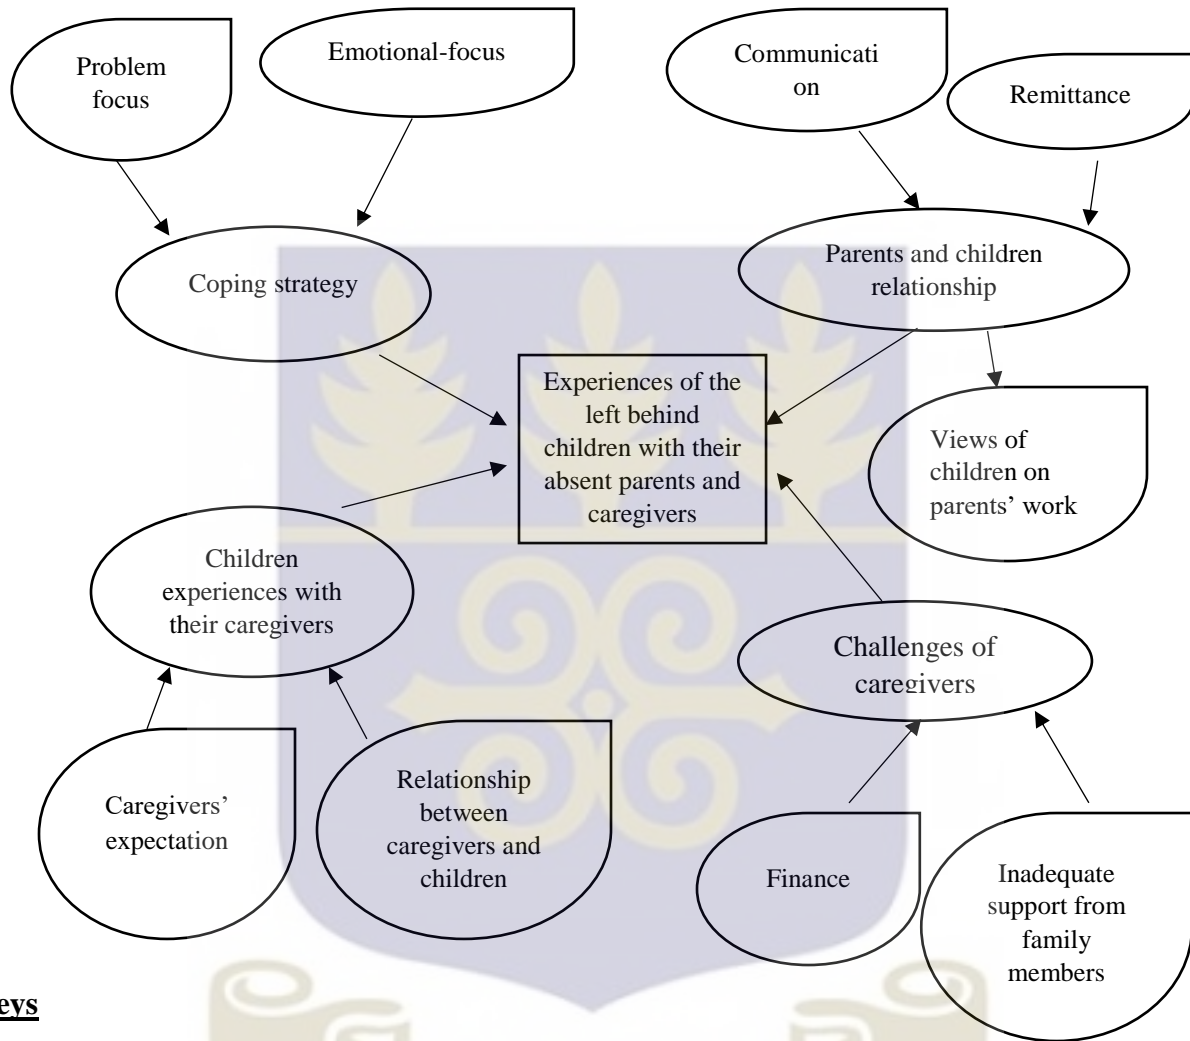 Problem
focus
Emotional-focus
Communicati
on
Remittance
Coping strategy
Parents and children
relationship
Experiences of the
left behind
children with their
absent parents and
caregivers
Views of
children on
parents’ work
Children
experiences with
their caregivers
Challenges of
caregivers
Caregivers’
expectation
Relationship
between
caregivers and
children
Finance
Inadequate
support from
family
members
eys